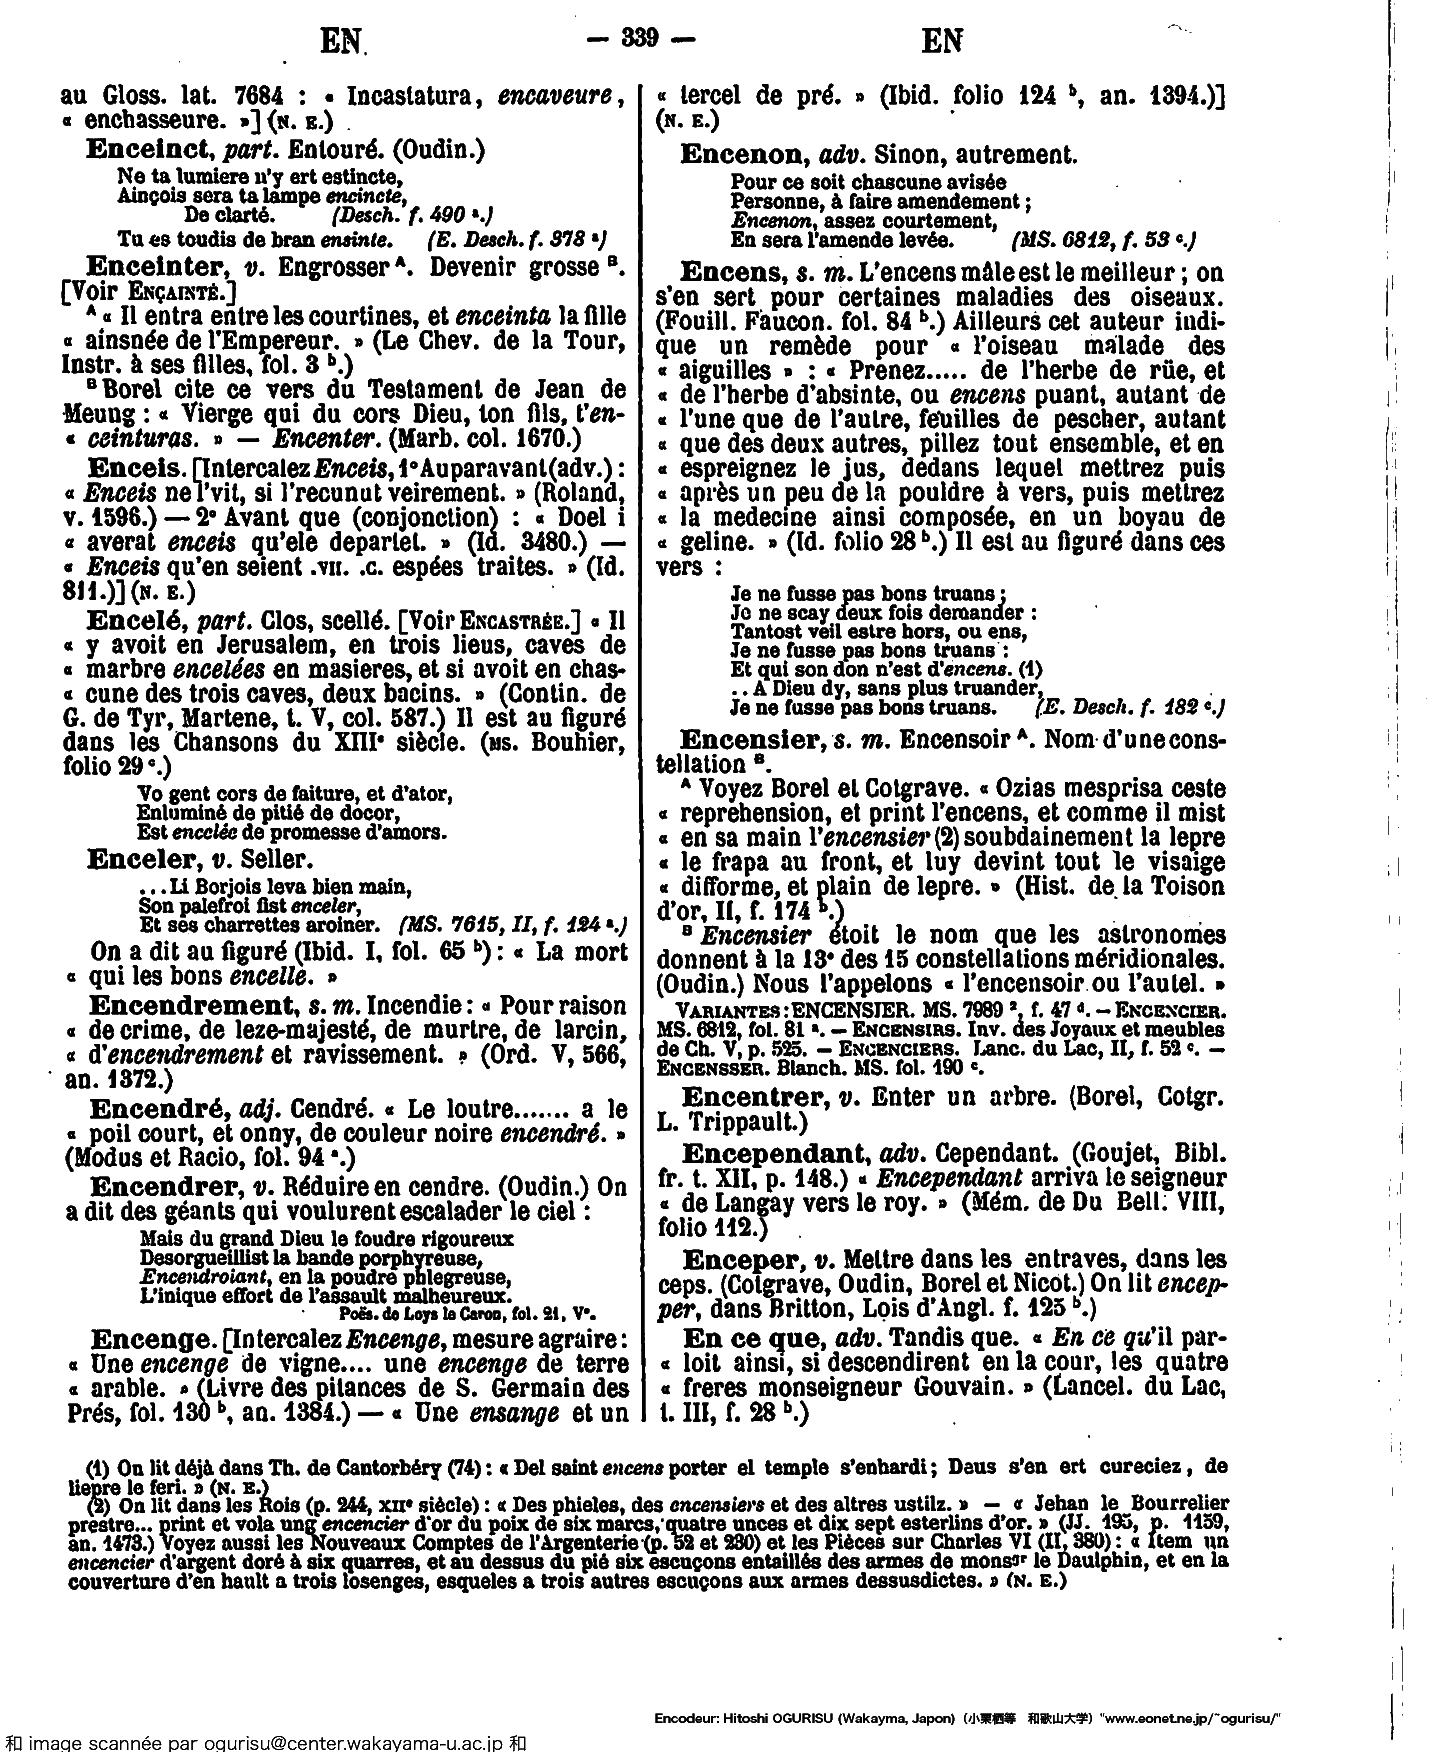 EN.
— 339 —
EN
au Gloss. lat. 7684 : « Incastatura, encaveure,
« enchasseure. »] (N. E.)
Enceinct, part. Entouré. (Oudin.)
Ne ta lumiere n'y ert estincte,
Ainçois sera ta lampe encincte,
De clarté. (Desch. f. 490 a.)
Tu es toudis de bran ensinte. (E. Desch. f. 378 a)
Enceinter, v. Engrosser A. Devenir grosse B.
[Voir ENÇAINTÉ.]
A « Il entra entre les courtines, et enceinta la fille
« ainsnée de l'Empereur. » (Le Chev. de la Tour,
Instr. à ses filles, fol. 3 b.)
B Borel cite ce vers du Testament de Jean de
Meung : « Vierge qui du cors Dieu, ton fils, t'en-
« ceinturas. » — Encenter. (Marb. col. 1670.)
Enceis. [Intercalez Enceis, 1° Auparavant (adv.) :
« Enceis ne l'vit, si l'recunut veirement. » (Roland,
v. 1596.) — 2° Avant que (conjonction) : « Doel i
« averat enceis qu'ele departet. » (Id. 3480.) —
« Enceis qu'en seient .VII. .C. espées traites. » (Id.
811.)] (N. E.)
Encelé, part. Clos, scellé. [Voir ENCASTRÉE.] « Il
« y avoit en Jerusalem, en trois lieus, caves de
« marbre encelées en masieres, et si avoit en chas-
« cune des trois caves, deux bacins. » (Contin. de
G. de Tyr, Martene, t. V, col. 587.) Il est au figuré
dans les Chansons du XIIIe siècle. (MS. Bouhier,
folio 29 c.)
Vo gent cors de faiture, et d'ator,
Enluminé de pitié de docor,
Est encelée de promesse d'amors.
Enceler, v. Seller.
...Li Borjois leva bien main,
Son palefroi fist enceler,
Et ses charrettes aroiner. (MS. 7615, II, f. 124 a.)
On a dit au figuré (Ibid. I, fol. 65 b) : « La mort
« qui les bons encelle. »
Encendrement, s. m. Incendie : « Pour raison
« de crime, de leze-majesté, de murtre, de larcin,
« d'encendrement et ravissement. » (Ord. V, 566,
an. 1372.)
Encendré, adj. Cendré. « Le loutre....... a le
« poil court, et onny, de couleur noire encendré. »
(Modus et Racio, fol. 94 a.)
Encendrer, v. Réduire en cendre. (Oudin.) On
a dit des géants qui voulurent escalader le ciel :
Mais du grand Dieu le foudre rigoureux
Desorgueillist la bande porphyreuse,
Encendroiant, en la poudre phlegreuse,
L'inique effort de l'assault malheureux.
Poës. de Loys le Caron, fol. 21, V°.
Encenge. [Intercalez Encenge, mesure agraire :
« Une encenge de vigne.... une encenge de terre
« arable. » (Livre des pitances de S. Germain des
Prés, fol. 130 b, an. 1384.) — « Une ensange et un
« tercel de pré. » (Ibid. folio 124 b, an. 1394.)]
(N. E.)
Encenon, adv. Sinon, autrement.
Pour ce soit chascune avisée
Personne, à faire amendement ;
Encenon, assez courtement,
En sera l'amende levée. (MS. 6812, f. 53 c.)
Encens, s. m. L'encens mâle est le meilleur ; on
s'en sert pour certaines maladies des oiseaux.
(Fouill. Faucon. fol. 84 b.) Ailleurs cet auteur indi-
que un remède pour « l'oiseau malade des
« aiguilles » : « Prenez..... de l'herbe de rüe, et
« de l'herbe d'absinte, ou encens puant, autant de
« l'une que de l'autre, feuilles de pescher, autant
« que des deux autres, pillez tout ensemble, et en
« espreignez le jus, dedans lequel mettrez puis
« après un peu de la pouldre à vers, puis mettrez
« la medecine ainsi composée, en un boyau de
« geline. » (Id. folio 28 b.) Il est au figuré dans ces
vers :
Je ne fusse pas bons truans ;
Je ne scay deux fois demander :
Tantost veil estre hors, ou ens,
Je ne fusse pas bons truans :
Et qui son don n'est d'encens. (1)
.. A Dieu dy, sans plus truander,
Je ne fusse pas bons truans. (E. Desch. f. 182 c.)
Encensier, s. m. Encensoir A. Nom d'une cons-
tellation B.
A Voyez Borel et Cotgrave. « Ozias mesprisa ceste
« reprehension, et print l'encens, et comme il mist
« en sa main l'encensier (2) soubdainement la lepre
« le frapa au front, et luy devint tout le visaige
« difforme, et plain de lepre. » (Hist. de la Toison
d'or, II, f. 174 b.)
B Encensier étoit le nom que les astronomes
donnent à la 13e des 15 constellations méridionales.
(Oudin.) Nous l'appelons « l'encensoir ou l'autel. »
VARIANTES : ENCENSIER. MS. 7989 2, f. 47 d. — ENCENCIER.
MS. 6812, fol. 81 a. — ENCENSIRS. Inv. des Joyaux et meubles
de Ch. V, p. 525. — ENCENCIERS. Lanc. du Lac, II, f. 52 c. —
ENCENSSER. Blanch. MS. fol. 190 c.
Encentrer, v. Enter un arbre. (Borel, Cotgr.
L. Trippault.)
Encependant, adv. Cependant. (Goujet, Bibl.
fr. t. XII, p. 148.) « Encependant arriva le seigneur
« de Langay vers le roy. » (Mém. de Du Bell. VIII,
folio 112.)
Enceper, v. Mettre dans les entraves, dans les
ceps. (Cotgrave, Oudin, Borel et Nicot.) On lit encep-
per, dans Britton, Lois d'Angl. f. 125 b.)
En ce que, adv. Tandis que. « En ce qu'il par-
« loit ainsi, si descendirent en la cour, les quatre
« freres monseigneur Gouvain. » (Lancel. du Lac,
t. III, f. 28 b.)
(1) On lit déjà dans Th. de Cantorbéry (74) : « Del saint encens porter el temple s'enhardi ; Deus s'en ert cureciez, de
liepre le feri. » (N. E.)
(2) On lit dans les Rois (p. 244, XIIe siècle) : « Des phieles, des encensiers et des altres ustilz. » — « Jehan le Bourrelier
prestre... print et vola ung encencier d'or du poix de six marcs, quatre unces et dix sept esterlins d'or. » (JJ. 195, p. 1159,
an. 1473.) Voyez aussi les Nouveaux Comptes de l'Argenterie (p. 52 et 230) et les Pièces sur Charles VI (II, 380) : « Item un
encencier d'argent doré à six quarres, et au dessus du pié six escuçons entaillés des armes de monsgr le Daulphin, et en la
couverture d'en hault a trois losenges, esqueles a trois autres escuçons aux armes dessusdictes. » (N. E.)
Encodeur: Hitoshi OGURISU (Wakayma, Japon) (小栗栖等 和歌山大学) "www.eonet.ne.jp/~ogurisu/"
和 image scannée par ogurisu@center.wakayama-u.ac.jp 和